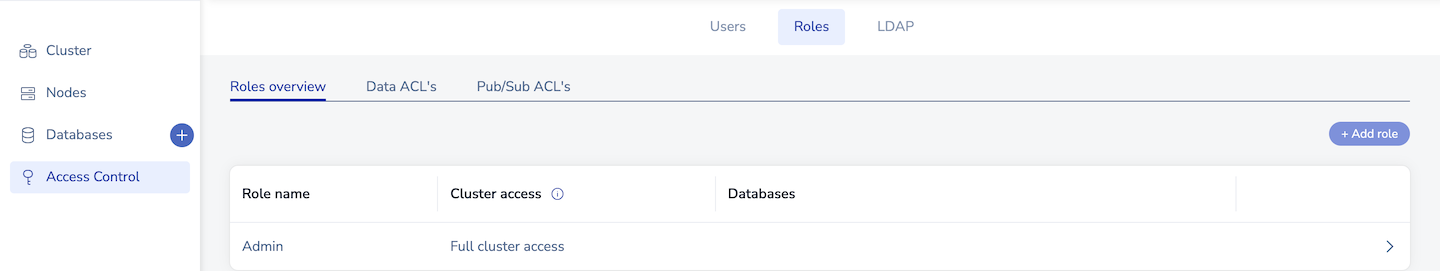 Users Roles LDAP
Cluster
Nodes
Databases
Access Control
Roles overview Data ACL's Pub/Sub ACL's
+ Add role
Role name Cluster access Databases
Admin Full cluster access